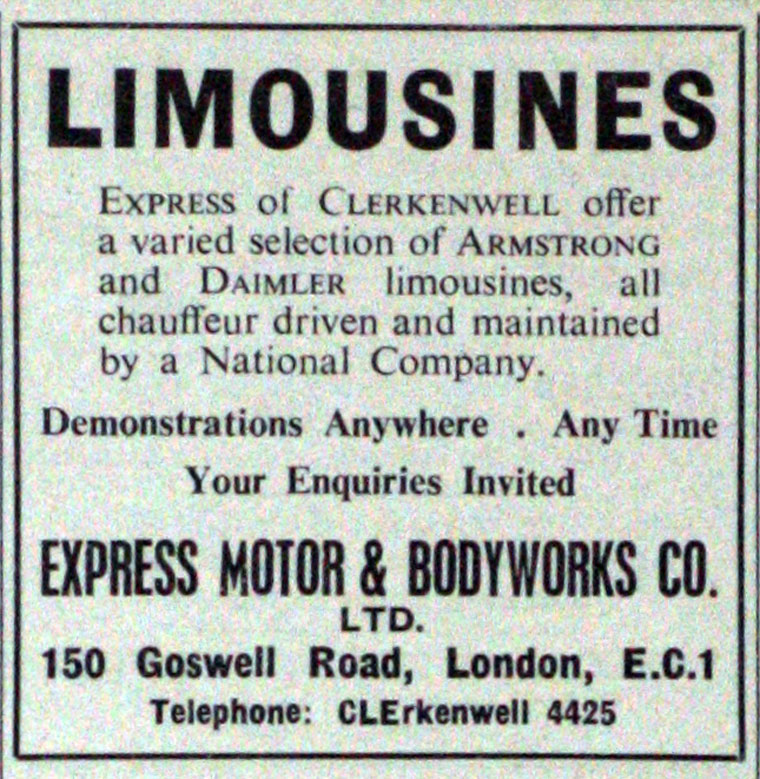 LIMOUSINES
EXPRESS of CLERKENWELL offer
a varied selection of ARMSTRONG
and DAIMLER limousines, all
chauffeur driven and maintained
by a National Company.
Demonstrations Anywhere . Any Time
Your Enquiries Invited
EXPRESS MOTOR & BODYWORKS CO.
LTD.
150 Goswell Road, London, E.C.1
Telephone: CLErkenwell 4425